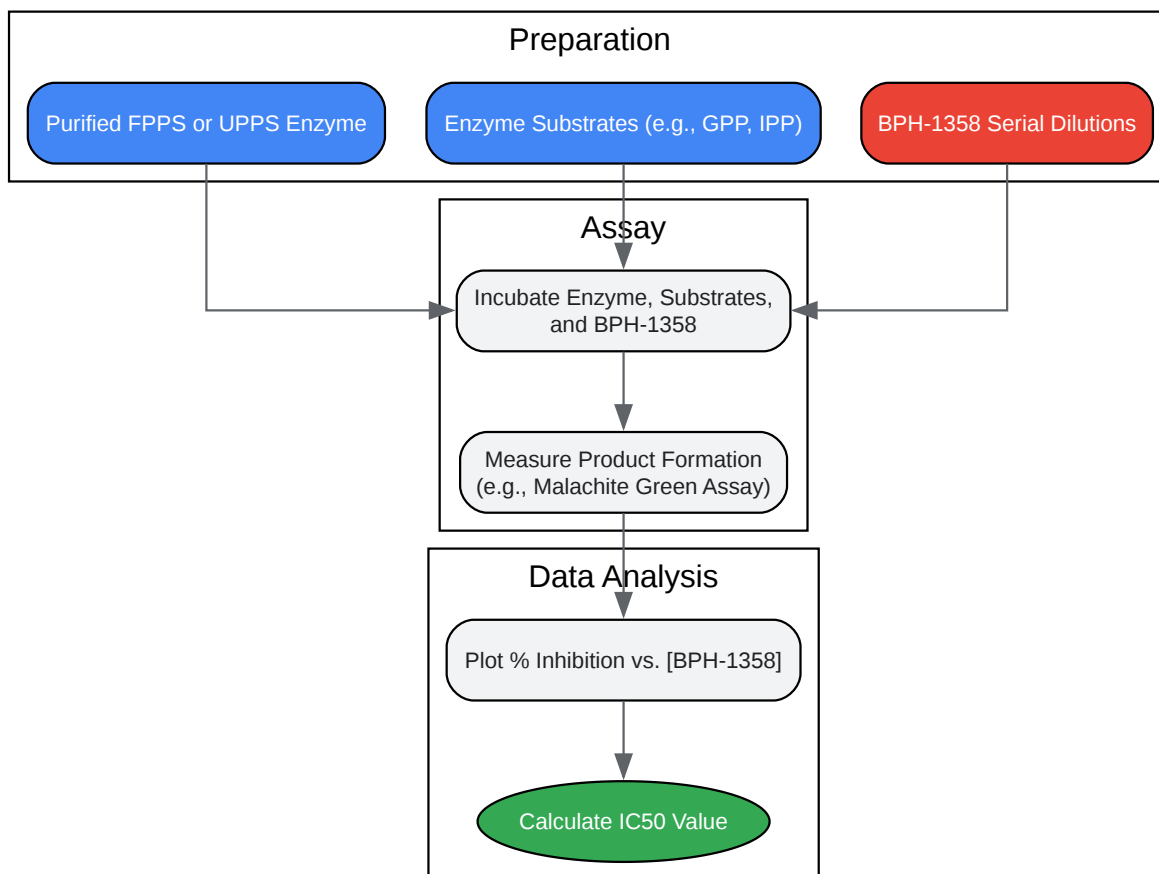 Preparation
Purified FPPS or UPPS Enzyme
Enzyme Substrates (e.g., GPP, IPP)
BPH-1358 Serial Dilutions
Assay
Incubate Enzyme, Substrates,
and BPH-1358
Measure Product Formation
(e.g., Malachite Green Assay)
Data Analysis
Plot % Inhibition vs. [BPH-1358]
Calculate IC50 Value